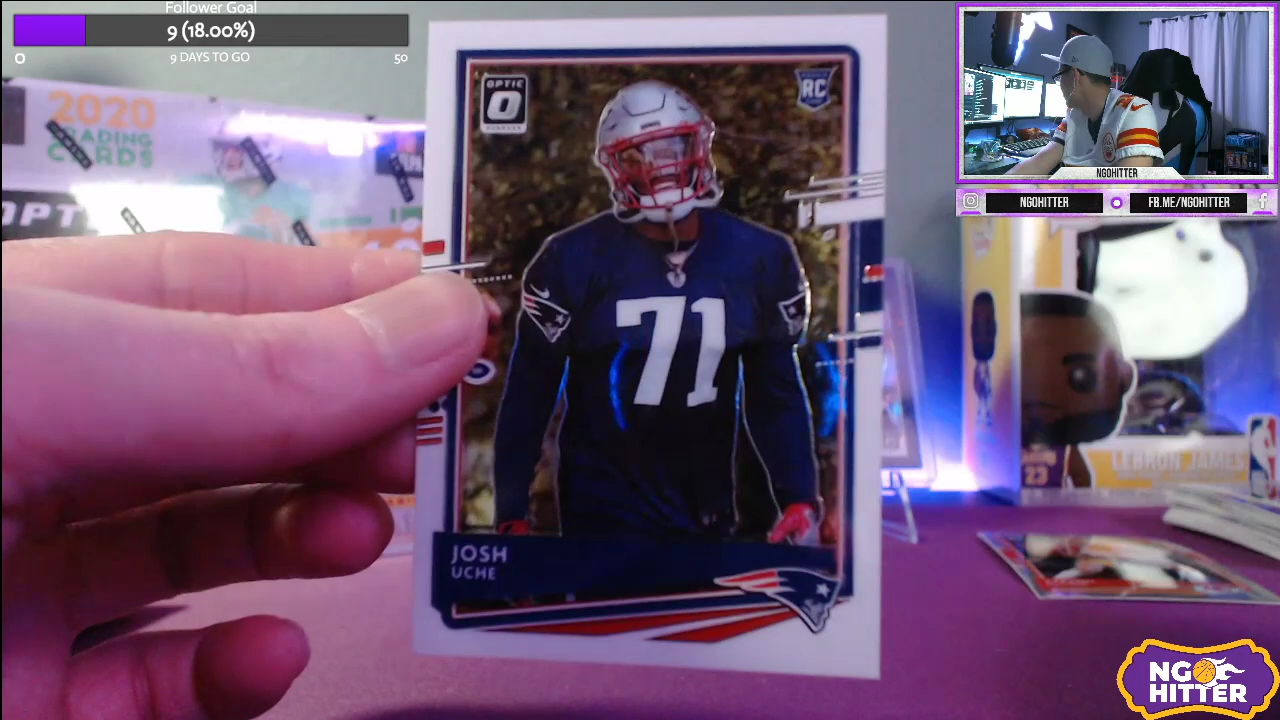 Follower Goal
9 (18.00%)
0
9 DAYS TO GO
50
2020
TRADING
CARDS
OPTIC
RC
71
JOSH
UCHE
NGOHITTER
NGOHITTER
FB.ME/NGOHITTER
LEBRON JAMES
23
NG
HITTER